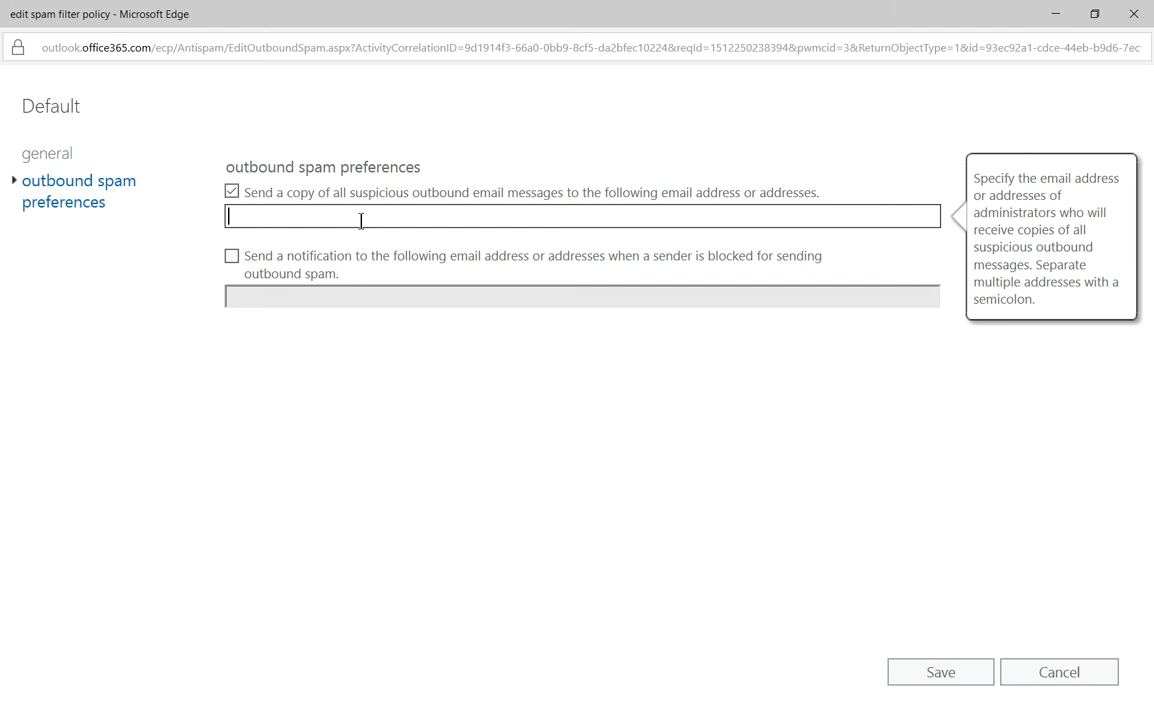 edit spam filter policy - Microsoft Edge
outlook.office365.com/ecp/Antispam/EditOutboundSpam.aspx?ActivityCorrelationID=9d1914f3-66a0-0bb9-8cf5-da2bfec10224&reqId=1512250238394&pwmcid=3&ReturnObjectType=1&id=93ec92a1-cdce-44eb-b9d6-7ec
Default
general
outbound spam
preferences
outbound spam preferences
Send a copy of all suspicious outbound email messages to the following email address or addresses.
Send a notification to the following email address or addresses when a sender is blocked for sending
outbound spam.
Specify the email address
or addresses of
administrators who will
receive copies of all
suspicious outbound
messages. Separate
multiple addresses with a
semicolon.
Save
Cancel